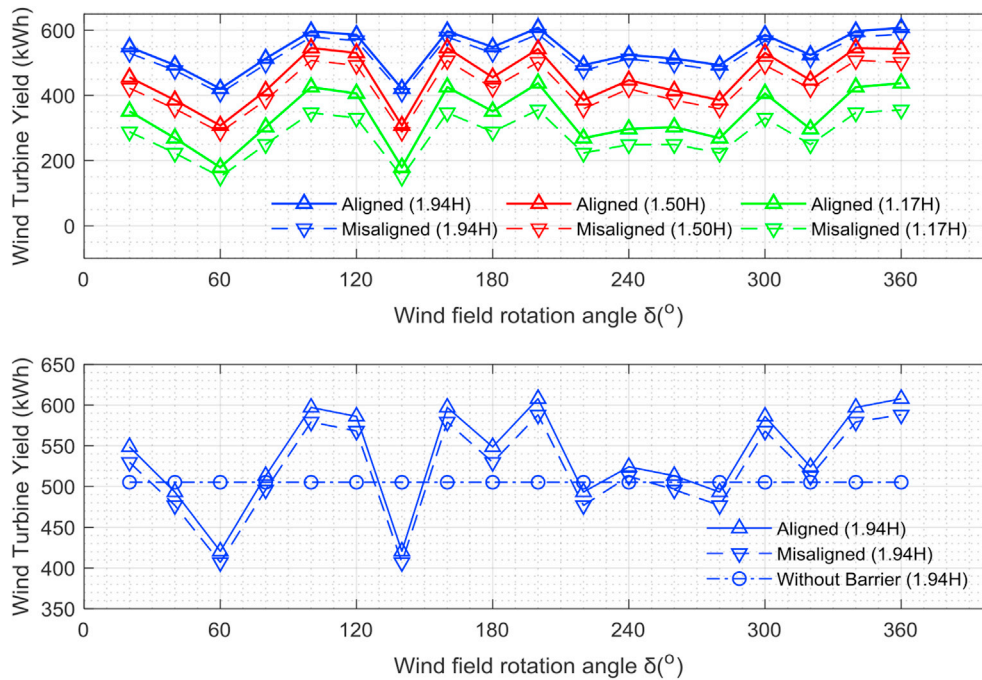 Wind Turbine Yield (kWh)
600
400
200
0
Aligned (1.94H)
Aligned (1.50H)
Aligned (1.17H)
Misaligned (1.94H)
Misaligned (1.50H)
Misaligned (1.17H)
0 60 120 180 240 300 360
Wind field rotation angle δ(°)
Wind Turbine Yield (kWh)
650
600
550
500
450
400
350
Aligned (1.94H)
Misaligned (1.94H)
Without Barrier (1.94H)
0 60 120 180 240 300 360
Wind field rotation angle δ(°)